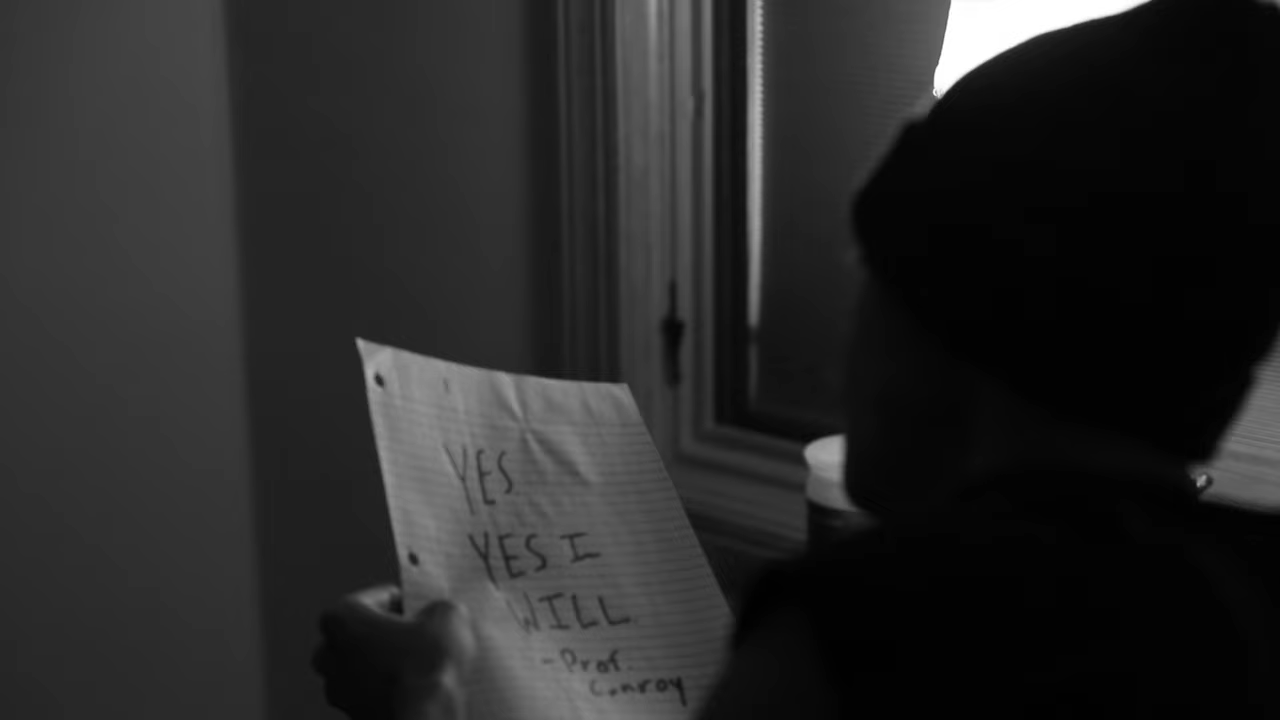 YES
YES I
WILL.
-Prof.
Conroy